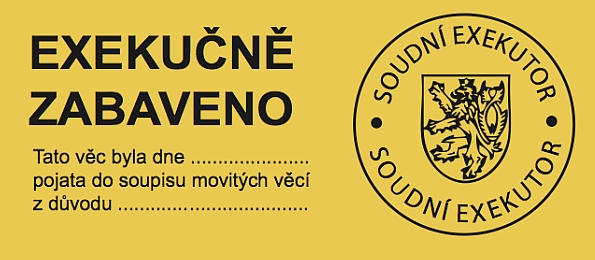 EXEKUČNĚ
ZABAVENO
Tato věc byla dne ......................
pojata do soupisu movitých věcí
z důvodu ...................................
SOUDNÍ EXEKUTOR
SOUDNÍ EXEKUTOR